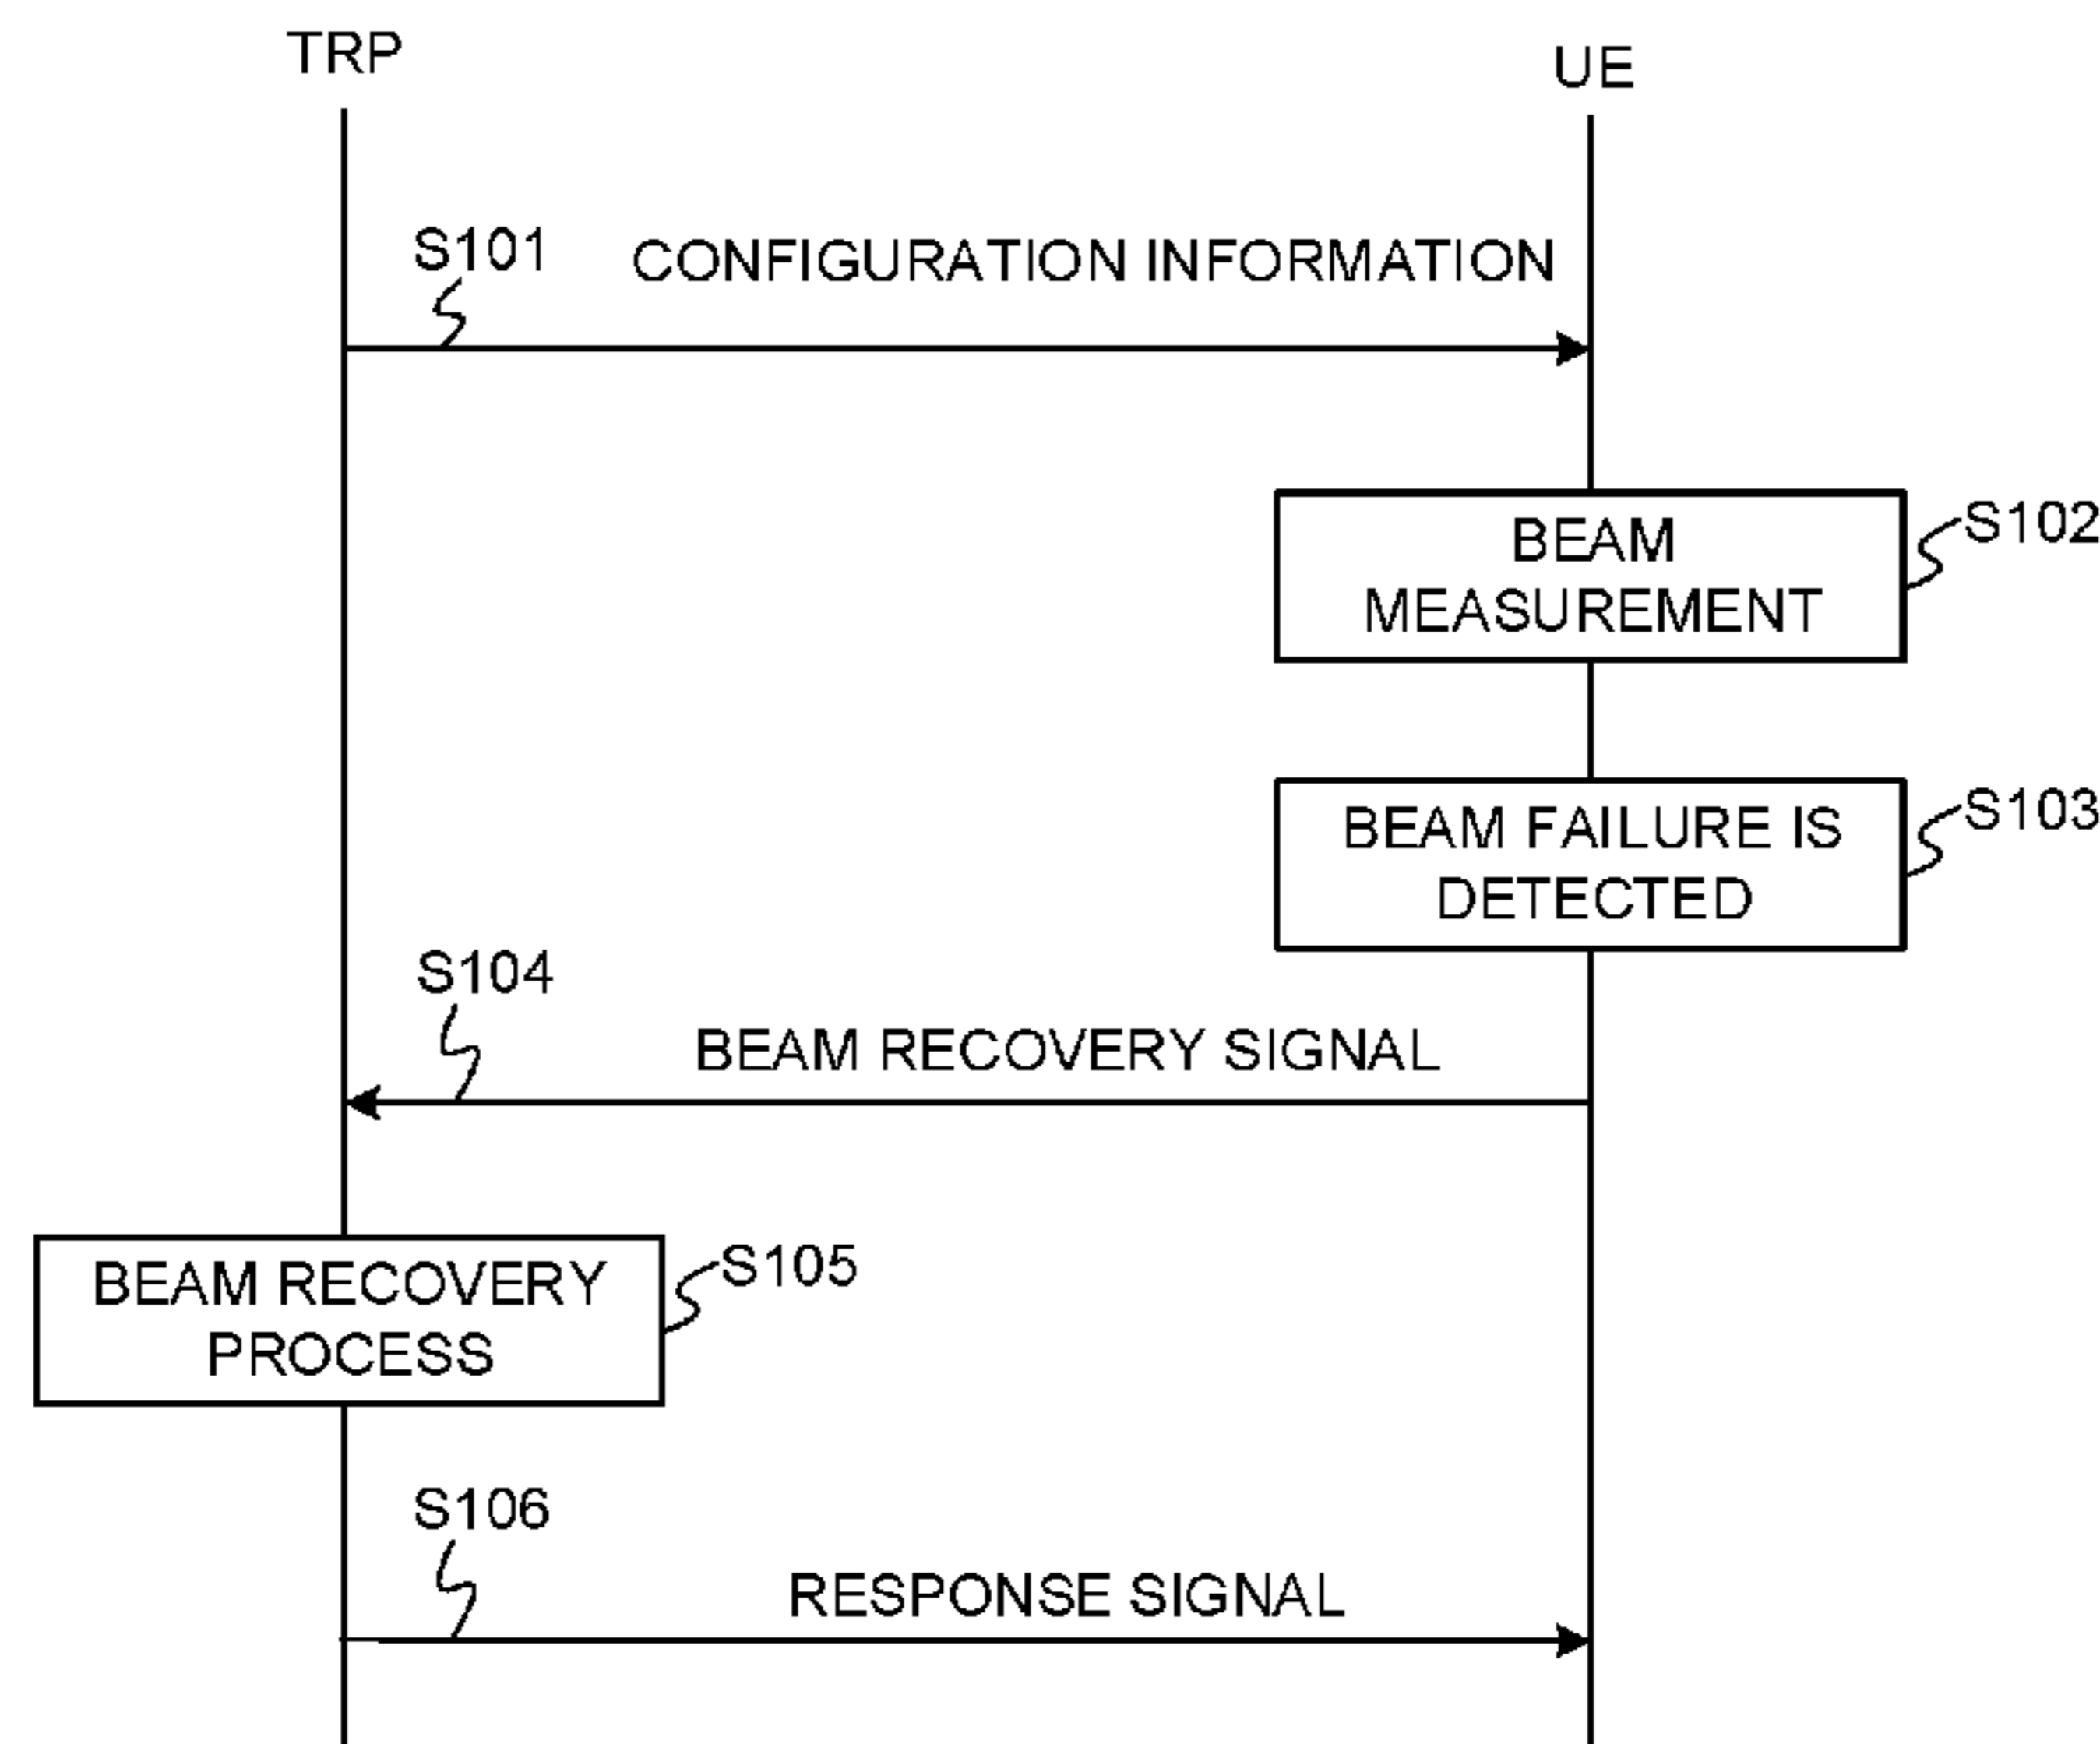 TRP
UE
S101
CONFIGURATION INFORMATION
BEAM
MEASUREMENT
S102
BEAM FAILURE IS
DETECTED
S103
S104
BEAM RECOVERY SIGNAL
BEAM RECOVERY
PROCESS
S105
S106
RESPONSE SIGNAL